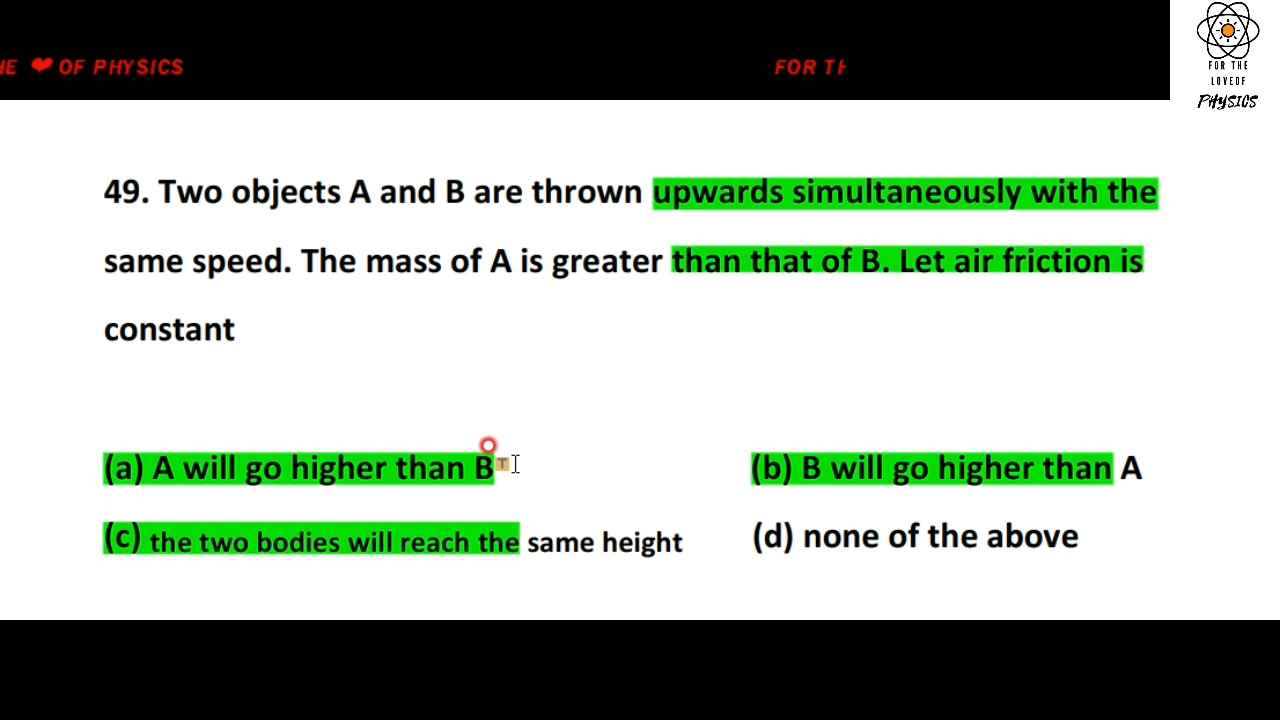 HE ❤ OF PHYSICS
FOR TH
FOR THE
LOVEOF
PHYSICS
49. Two objects A and B are thrown upwards simultaneously with the
same speed. The mass of A is greater than that of B. Let air friction is
constant
(a) A will go higher than B
(b) B will go higher than A
(c) the two bodies will reach the same height
(d) none of the above